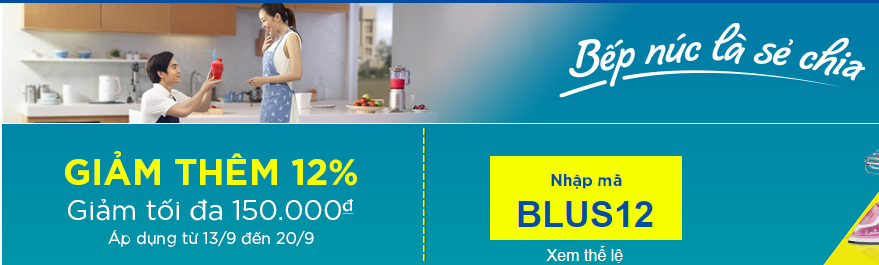 Bếp núc là sẻ chia
GIẢM THÊM 12%
Giảm tối đa 150.000₫
Áp dụng từ 13/9 đến 20/9
Nhập mã
BLUS12
Xem thể lệ